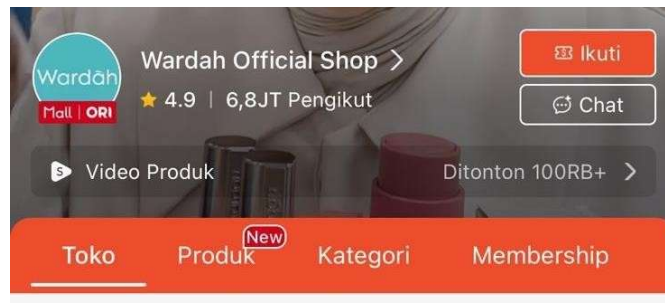 Wardah
Mall | ORI
Wardah Official Shop >
4.9 | 6,8JT Pengikut
Ikuti
Chat
S Video Produk
Ditonton 100RB+ >
Toko
Produk
New
Kategori
Membership